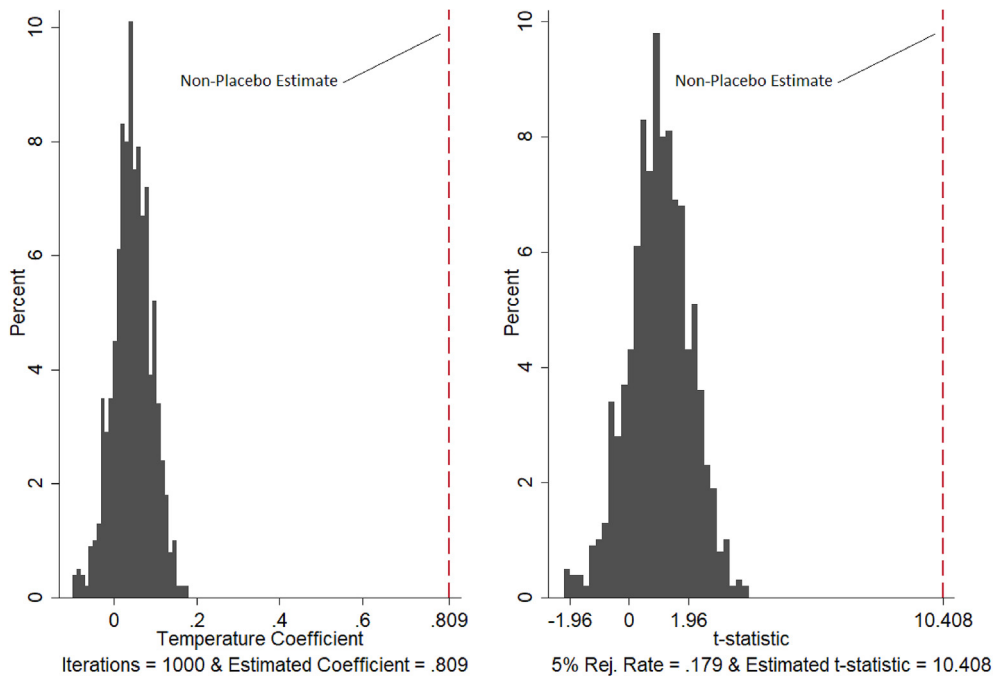 10
8
6
4
2
0
Percent
Non-Placebo Estimate
0 .2 .4 .6 .809
Temperature Coefficient
Iterations = 1000 & Estimated Coefficient = .809
10
8
6
4
2
0
Percent
Non-Placebo Estimate
-1.96 0 1.96 10.408
t-statistic
5% Rej. Rate = .179 & Estimated t-statistic = 10.408